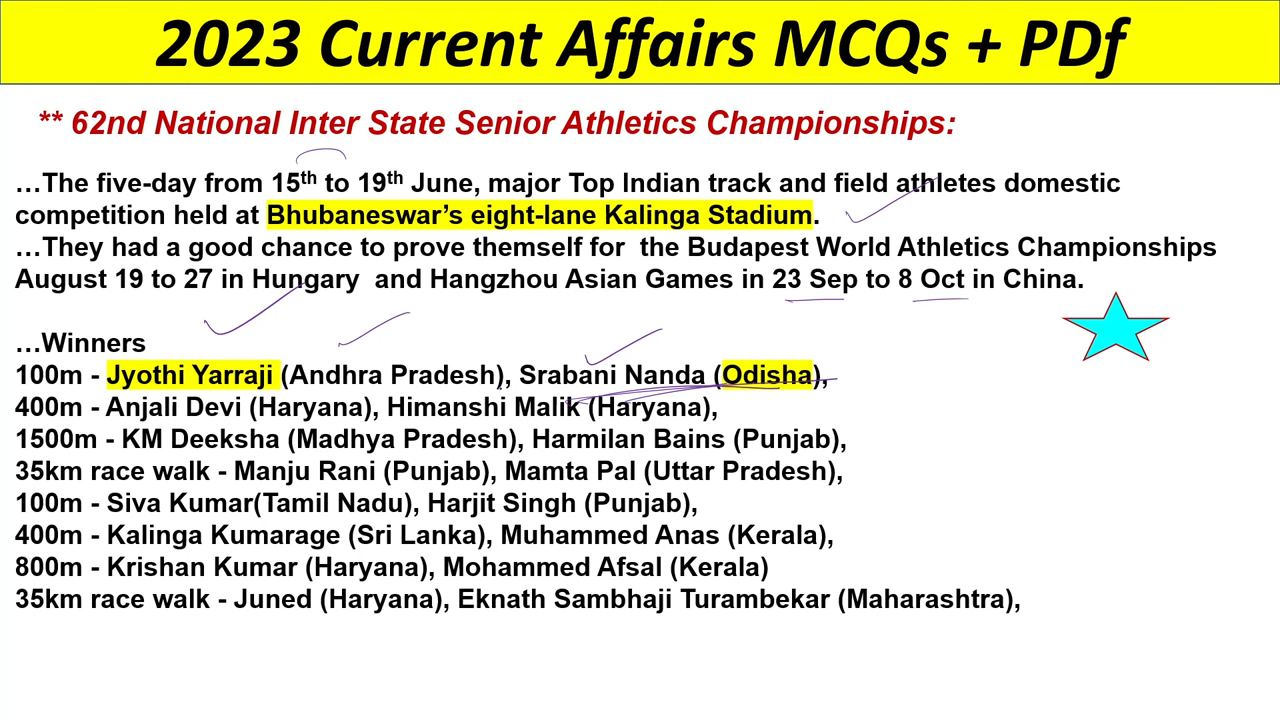 2023 Current Affairs MCQs + PDf
** 62nd National Inter State Senior Athletics Championships:
…The five-day from 15th to 19th June, major Top Indian track and field athletes domestic
competition held at Bhubaneswar’s eight-lane Kalinga Stadium.
…They had a good chance to prove themself for the Budapest World Athletics Championships
August 19 to 27 in Hungary and Hangzhou Asian Games in 23 Sep to 8 Oct in China.
…Winners
100m - Jyothi Yarraji (Andhra Pradesh), Srabani Nanda (Odisha),
400m - Anjali Devi (Haryana), Himanshi Malik (Haryana),
1500m - KM Deeksha (Madhya Pradesh), Harmilan Bains (Punjab),
35km race walk - Manju Rani (Punjab), Mamta Pal (Uttar Pradesh),
100m - Siva Kumar(Tamil Nadu), Harjit Singh (Punjab),
400m - Kalinga Kumarage (Sri Lanka), Muhammed Anas (Kerala),
800m - Krishan Kumar (Haryana), Mohammed Afsal (Kerala)
35km race walk - Juned (Haryana), Eknath Sambhaji Turambekar (Maharashtra),